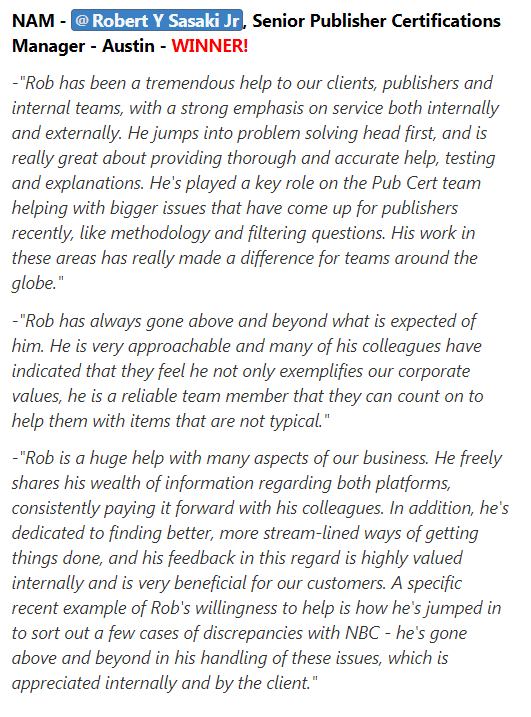 NAM - @Robert Y Sasaki Jr, Senior Publisher Certifications
Manager - Austin - WINNER!
-"Rob has been a tremendous help to our clients, publishers and
internal teams, with a strong emphasis on service both internally
and externally. He jumps into problem solving head first, and is
really great about providing thorough and accurate help, testing
and explanations. He's played a key role on the Pub Cert team
helping with bigger issues that have come up for publishers
recently, like methodology and filtering questions. His work in
these areas has really made a difference for teams around the
globe."
-"Rob has always gone above and beyond what is expected of
him. He is very approachable and many of his colleagues have
indicated that they feel he not only exemplifies our corporate
values, he is a reliable team member that they can count on to
help them with items that are not typical."
-"Rob is a huge help with many aspects of our business. He freely
shares his wealth of information regarding both platforms,
consistently paying it forward with his colleagues. In addition, he's
dedicated to finding better, more stream-lined ways of getting
things done, and his feedback in this regard is highly valued
internally and is very beneficial for our customers. A specific
recent example of Rob's willingness to help is how he's jumped in
to sort out a few cases of discrepancies with NBC - he's gone
above and beyond in his handling of these issues, which is
appreciated internally and by the client."